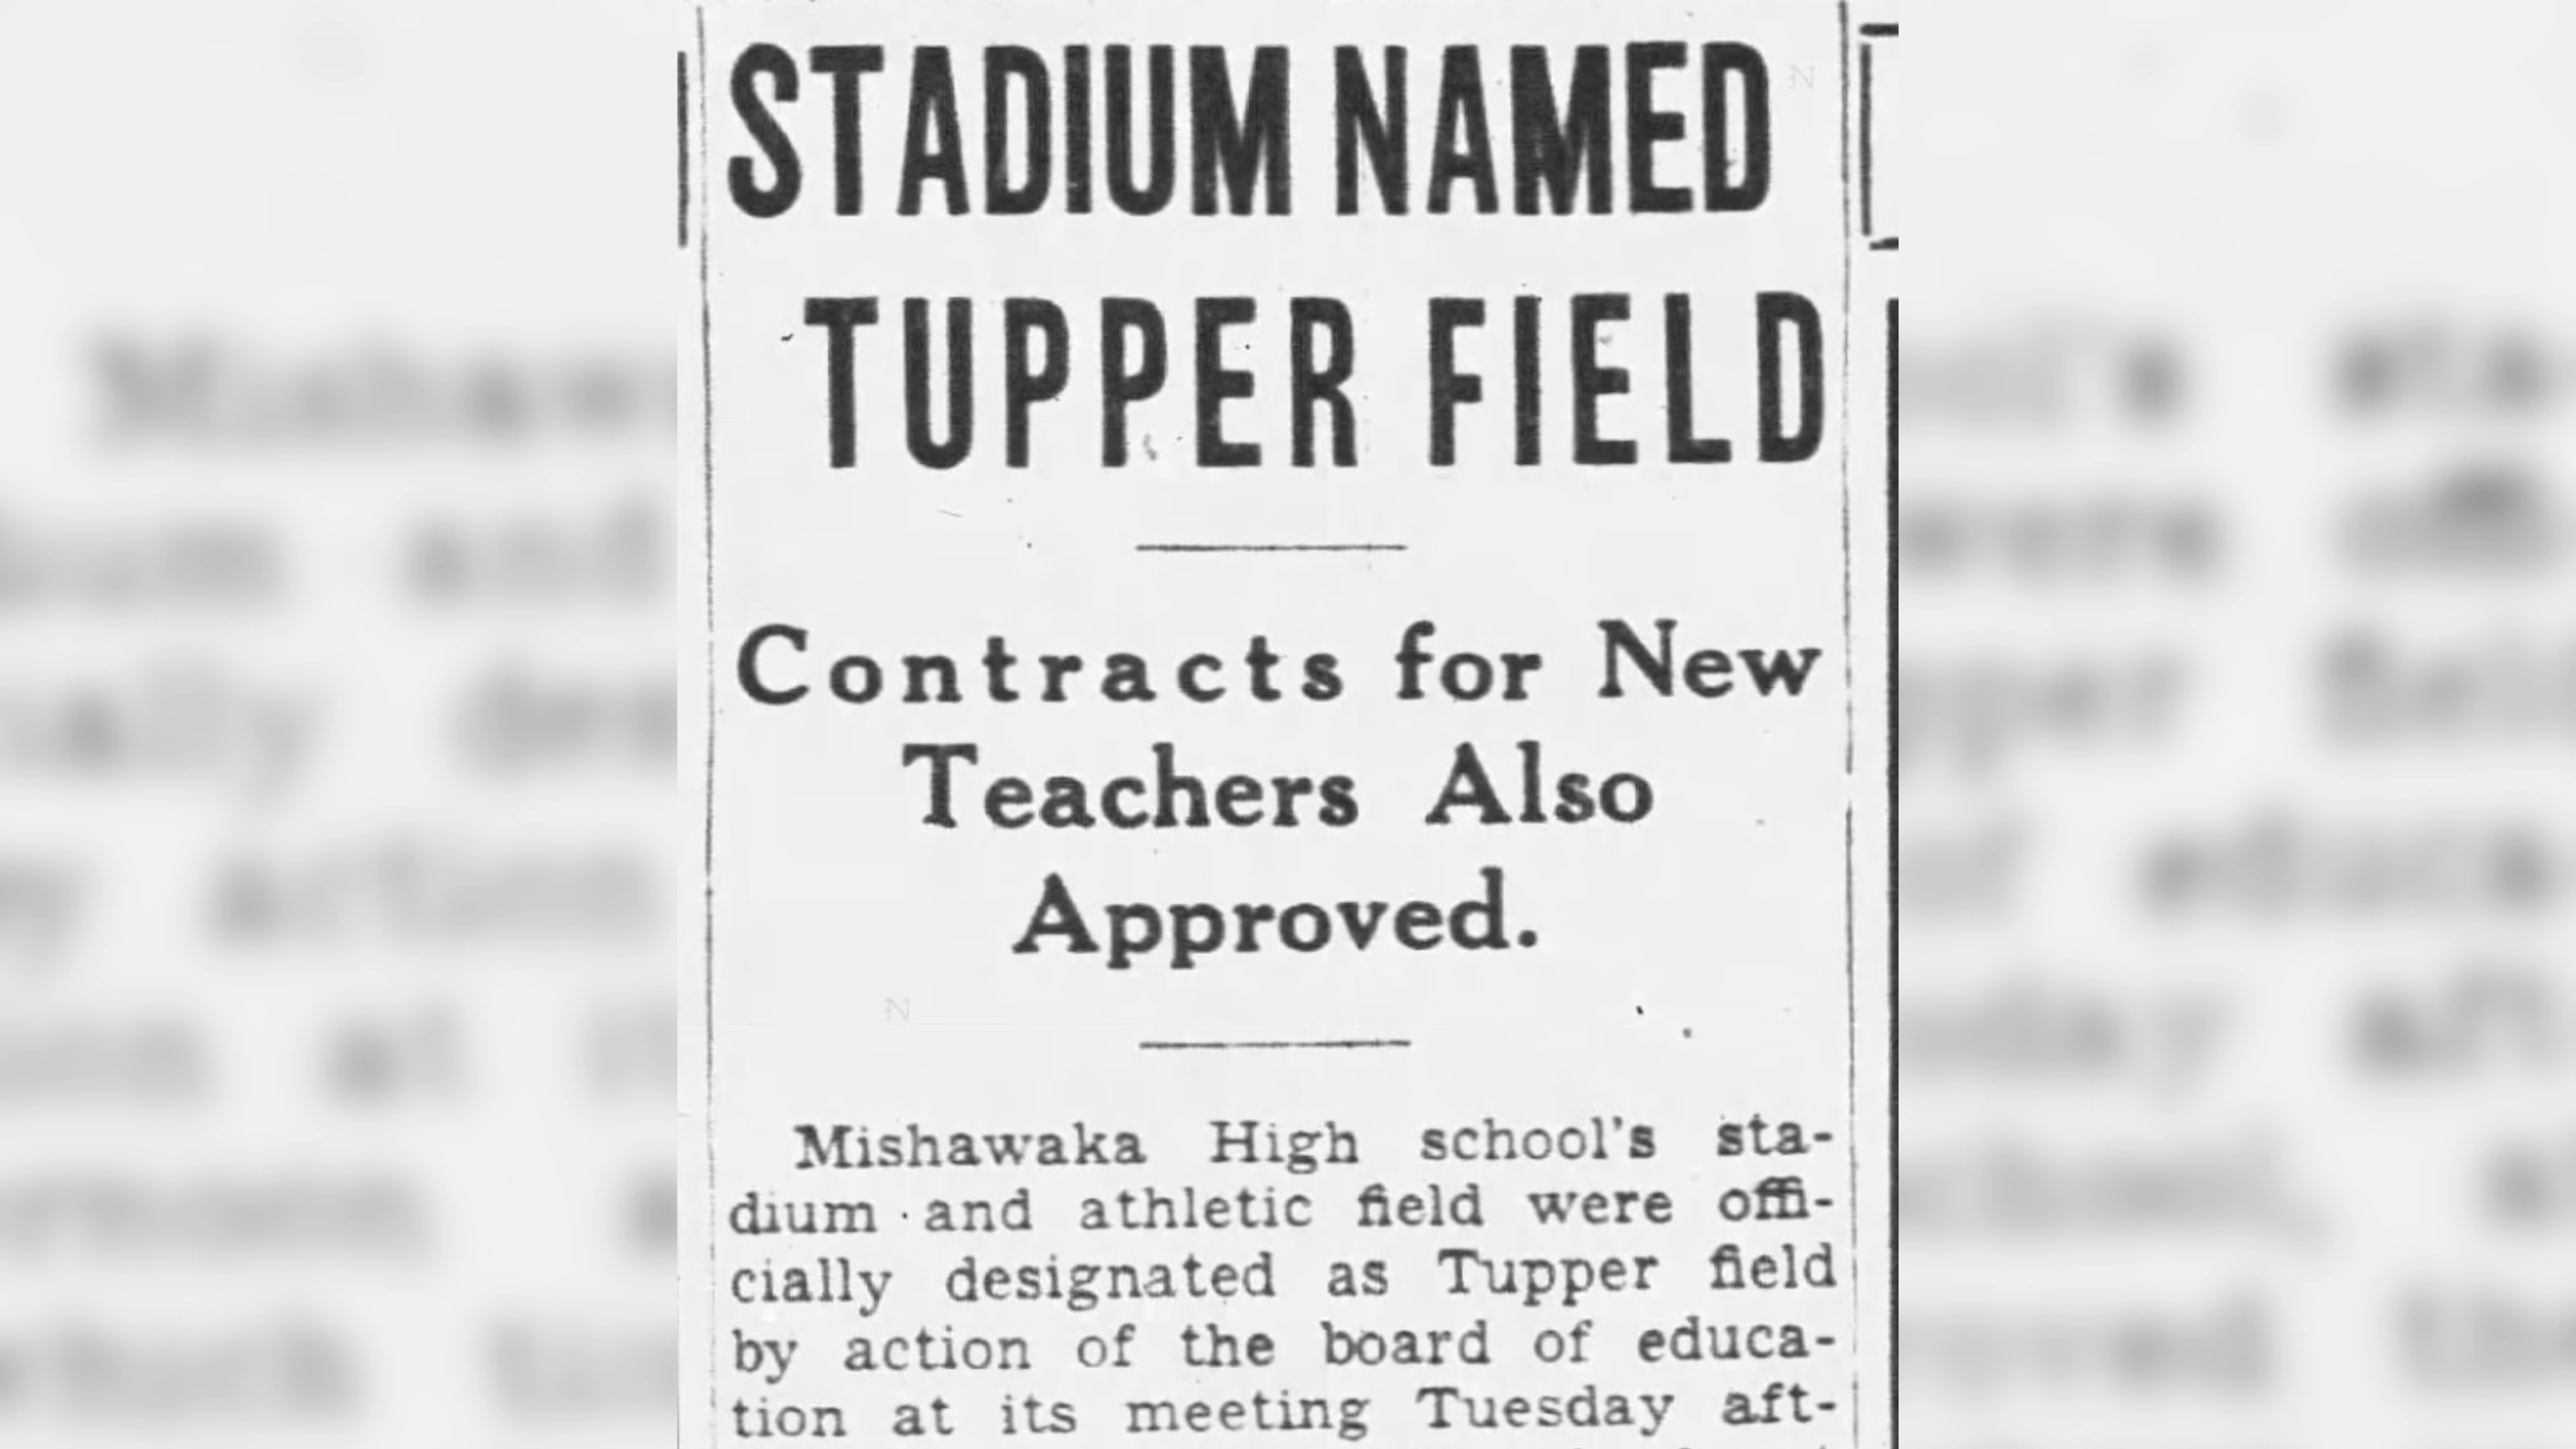 STADIUM NAMED
TUPPER FIELD
Contracts for New
Teachers Also
Approved.
Mishawaka High school's sta-
dium and athletic field were offi-
cially designated as Tupper field
by action of the board of educa-
tion at its meeting Tuesday aft-